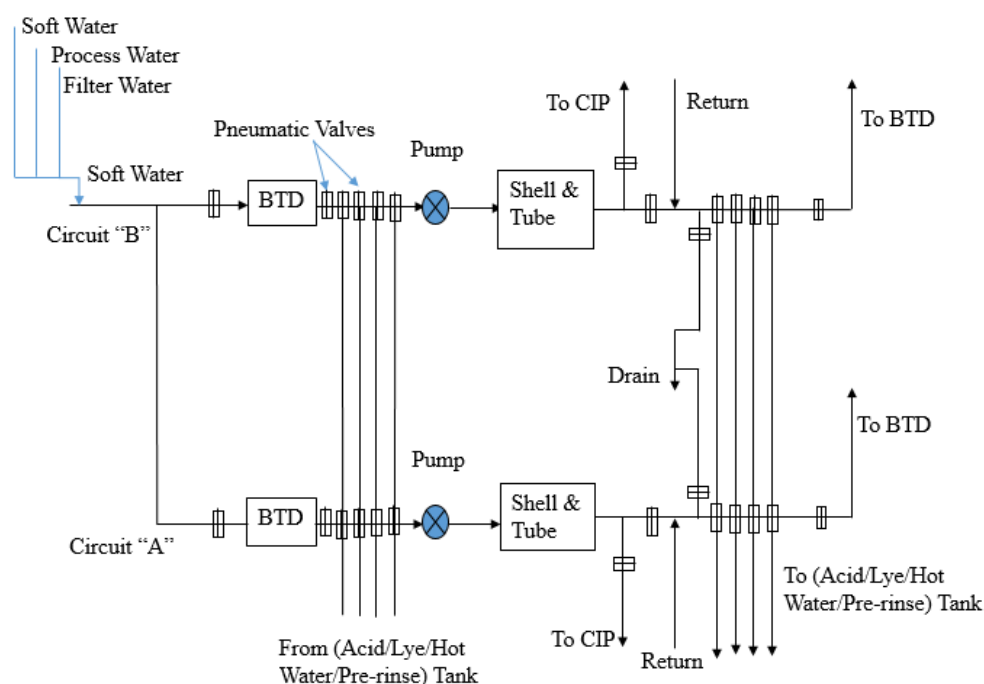 Soft Water
Process Water
Filter Water
Soft Water
Circuit “B”
Pneumatic Valves
BTD
Pump
Shell &
Tube
To CIP
Return
To BTD
Drain
To BTD
Pump
BTD
Shell &
Tube
Circuit “A”
From (Acid/Lye/Hot
Water/Pre-rinse) Tank
To CIP
Return
To (Acid/Lye/Hot
Water/Pre-rinse) Tank